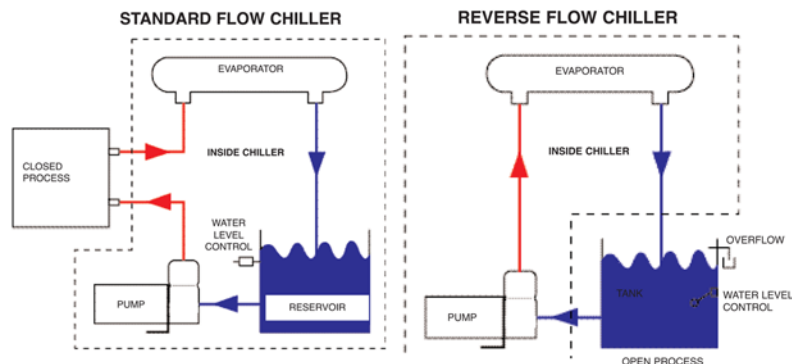 STANDARD FLOW CHILLER
EVAPORATOR
INSIDE CHILLER
CLOSED
PROCESS
WATER
LEVEL
CONTROL
PUMP
RESERVOIR
REVERSE FLOW CHILLER
EVAPORATOR
INSIDE CHILLER
OVERFLOW
TANK
WATER LEVEL
CONTROL
PUMP
OPEN PROCESS